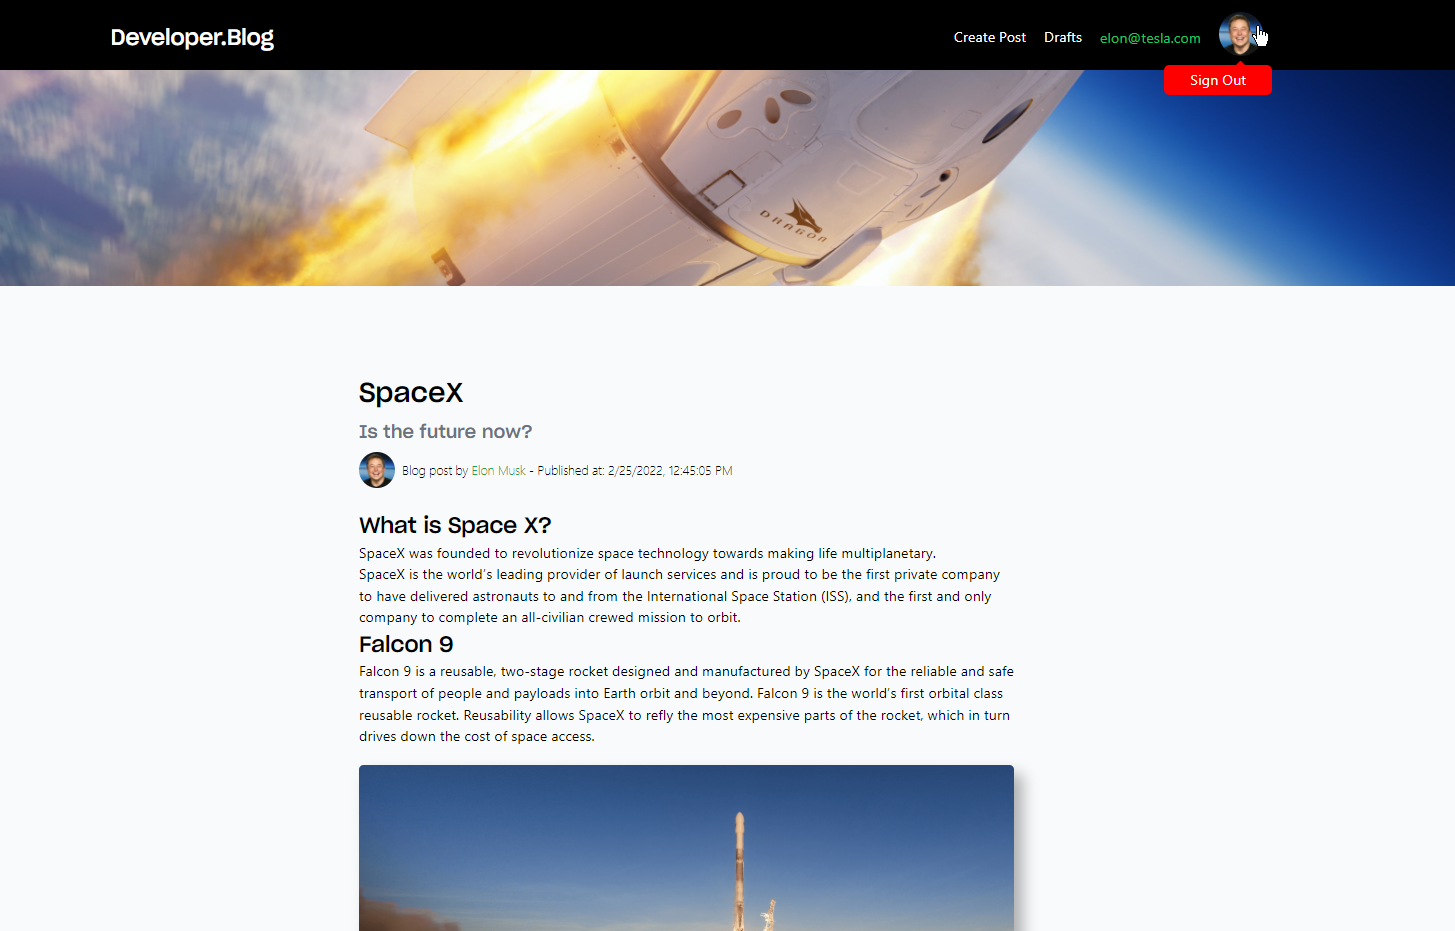 Developer.Blog
Create Post
Drafts
elon@tesla.com
Sign Out
DRAGON
SpaceX
Is the future now?
Blog post by Elon Musk - Published at: 2/25/2022, 12:45:05 PM
What is Space X?
SpaceX was founded to revolutionize space technology towards making life multiplanetary.
SpaceX is the world’s leading provider of launch services and is proud to be the first private company
to have delivered astronauts to and from the International Space Station (ISS), and the first and only
company to complete an all-civilian crewed mission to orbit.
Falcon 9
Falcon 9 is a reusable, two-stage rocket designed and manufactured by SpaceX for the reliable and safe
transport of people and payloads into Earth orbit and beyond. Falcon 9 is the world’s first orbital class
reusable rocket. Reusability allows SpaceX to refly the most expensive parts of the rocket, which in turn
drives down the cost of space access.